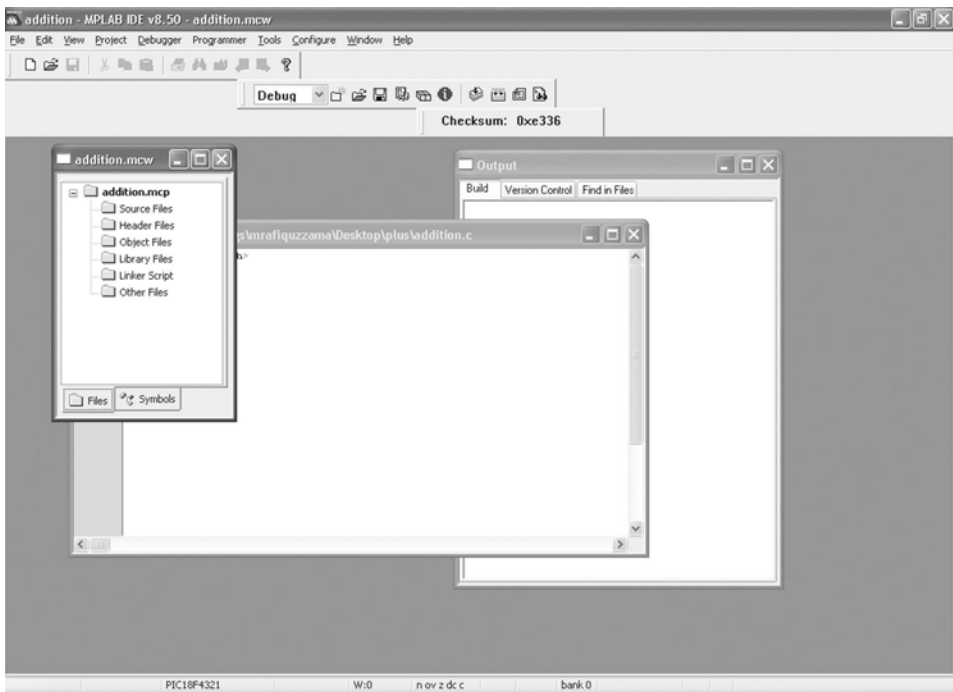 addition - MPLAB IDE v8.50 - addition.mcw
File Edit View Project Debugger Programmer Tools Configure Window Help
Debug
Checksum: 0xe336
addition.mcw
addition.mcp
Source Files
Header Files
Object Files
Library Files
Linker Script
Other Files
Files Symbols
Output
Build Version Control Find in Files
gs\mrafiquzzama\Desktop\plus\addition.c
h>
PIC18F4321 W:0 n ov z dc c bank 0